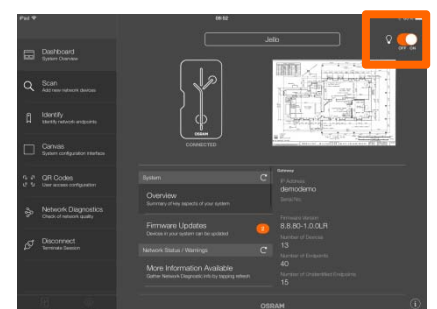 iPad
09:52
Jello
OFF ON
Dashboard
System Overview
Scan
Add new network devices
Identify
Identify network endpoints
Canvas
System configuration interface
QR Codes
User access configuration
Network Diagnostics
Check of network quality
Disconnect
Terminate Session
OSRAM
CONNECTED
System
Overview
Summary of key aspects of your system
Firmware Updates
Devices in your system can be updated
Network Status / Warnings
More Information Available
Gather Network Diagnostic info by tapping refresh
Gateway
IP Address
demodemo
Serial No.
Firmware Version
8.8.80-1.0.0LR
Number of Devices
13
Number of Endpoints
40
Number of Unidentified Endpoints
15
OSRAM